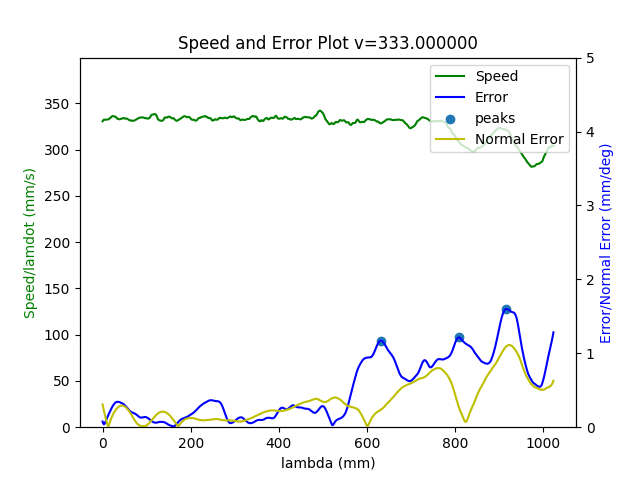 Speed and Error Plot v=333.000000
Speed
Error
peaks
Normal Error
Speed/lamdot (mm/s)
350
300
250
200
150
100
50
0
5
4
3
2
1
0
Error/Normal Error (mm/deg)
0 200 400 600 800 1000
lambda (mm)